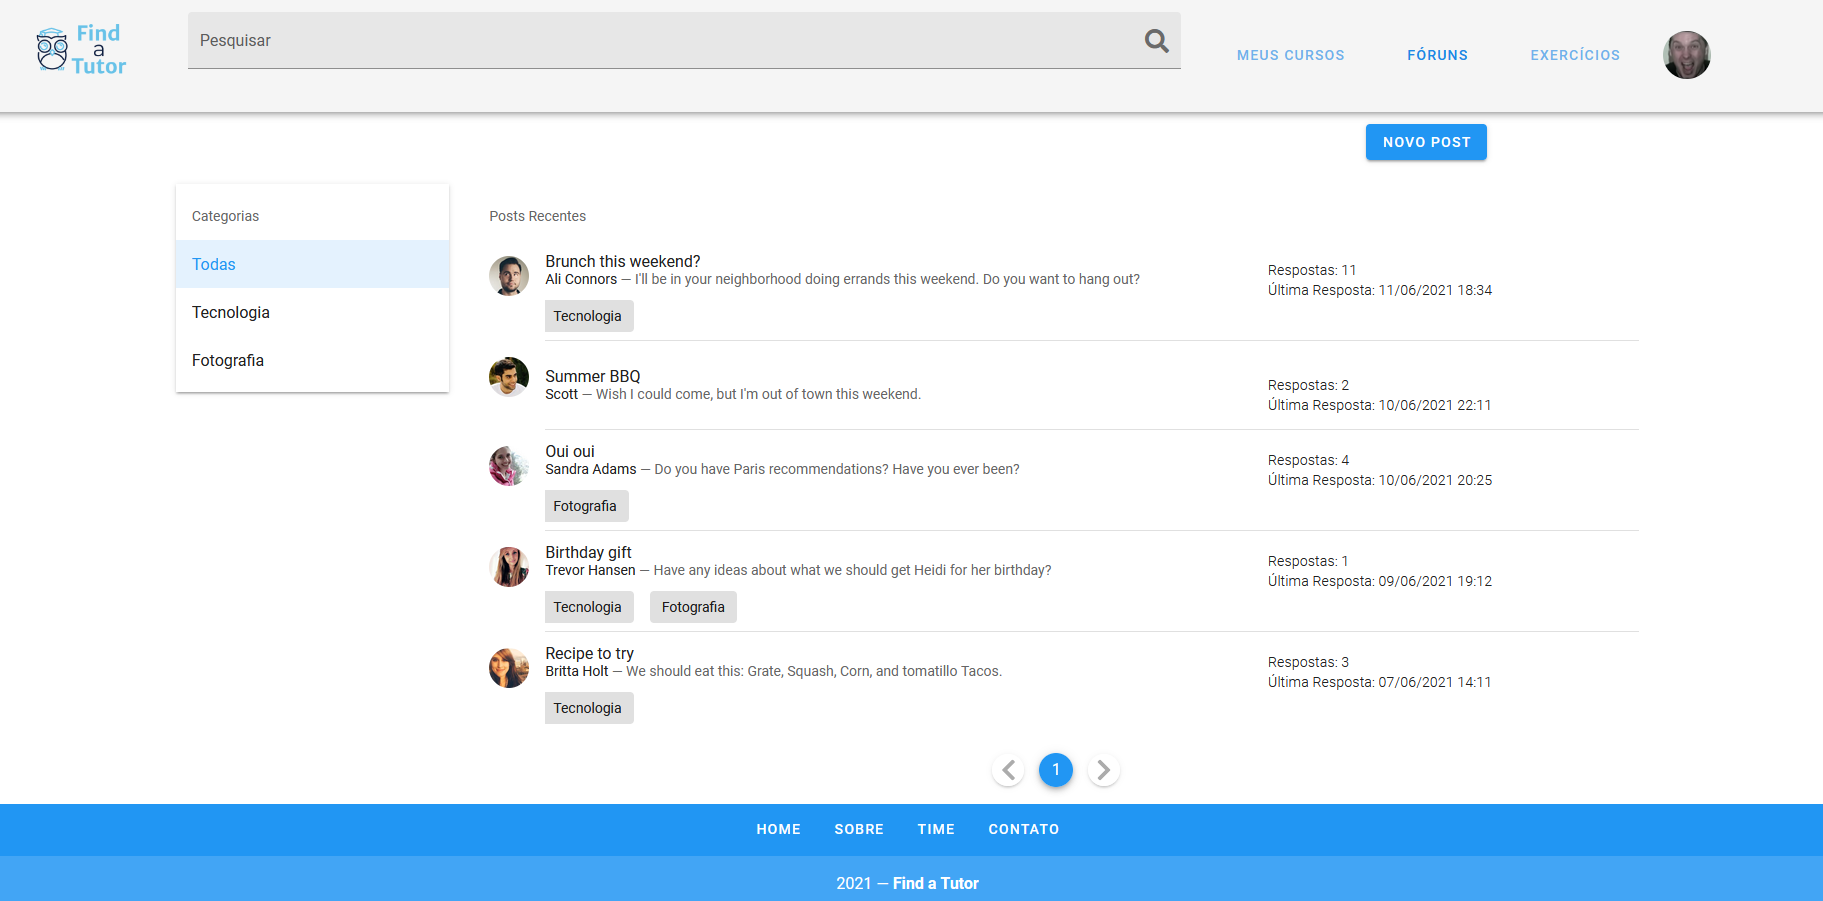 Find
a
Tutor
Pesquisar
MEUS CURSOS
FÓRUNS
EXERCÍCIOS
NOVO POST
Categorias
Todas
Tecnologia
Fotografia
Posts Recentes
Brunch this weekend?
Ali Connors — I'll be in your neighborhood doing errands this weekend. Do you want to hang out?
Tecnologia
Respostas: 11
Última Resposta: 11/06/2021 18:34
Summer BBQ
Scott — Wish I could come, but I'm out of town this weekend.
Respostas: 2
Última Resposta: 10/06/2021 22:11
Oui oui
Sandra Adams — Do you have Paris recommendations? Have you ever been?
Fotografia
Respostas: 4
Última Resposta: 10/06/2021 20:25
Birthday gift
Trevor Hansen — Have any ideas about what we should get Heidi for her birthday?
Tecnologia Fotografia
Respostas: 1
Última Resposta: 09/06/2021 19:12
Recipe to try
Britta Holt — We should eat this: Grate, Squash, Corn, and tomatillo Tacos.
Tecnologia
Respostas: 3
Última Resposta: 07/06/2021 14:11
1
HOME SOBRE TIME CONTATO
2021 — Find a Tutor